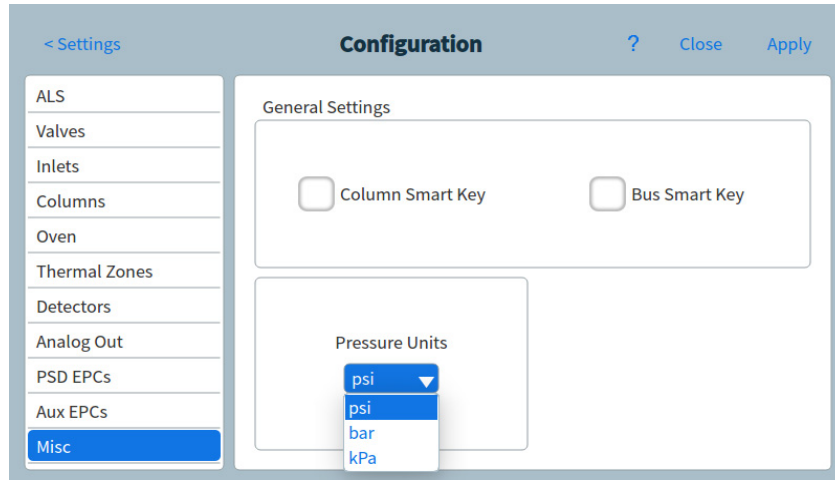 < Settings
Configuration
?
Close
Apply
ALS
Valves
Inlets
Columns
Oven
Thermal Zones
Detectors
Analog Out
PSD EPCs
Aux EPCs
Misc
General Settings
Column Smart Key
Bus Smart Key
Pressure Units
psi
psi
bar
kPa